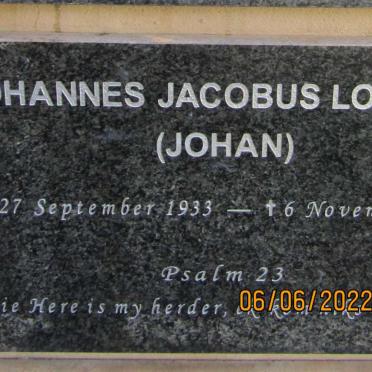 OHANNES JACOBUS LO
(JOHAN)
27 September 1933 — †6 Novem
Psalm 23
ie Here is my herder,
06/06/2022